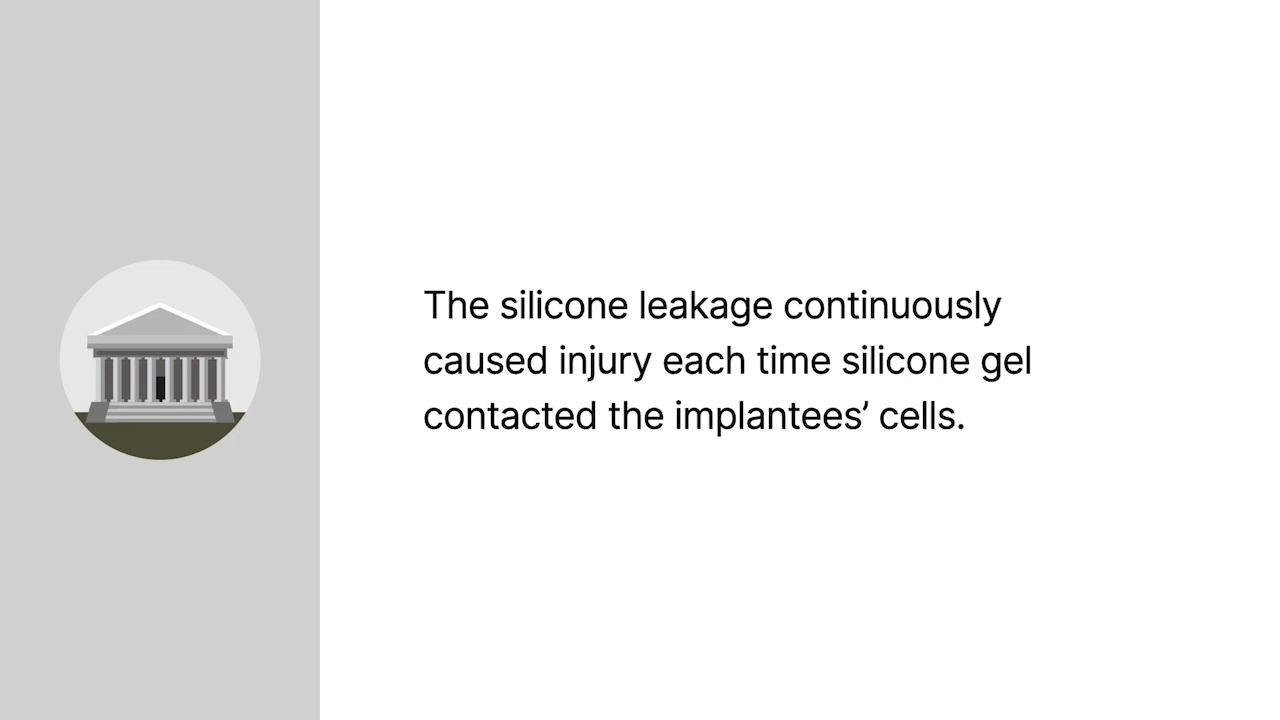 The silicone leakage continuously
caused injury each time silicone gel
contacted the implantees’ cells.